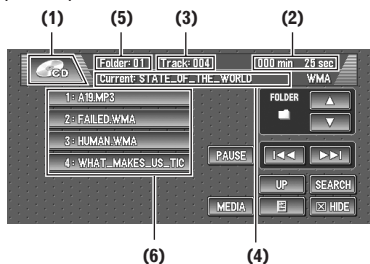 (1) (5) (3) (2)
CD Folder: 01 Track: 004 000 min 25 sec
Current: STATE_OF_THE_WORLD WMA
1: A19.MP3
2: FAILED.WMA
3: HUMAN.WMA
4: WHAT_MAKES_US_TIC
FOLDER
PAUSE
UP SEARCH
MEDIA HIDE
(6) (4)